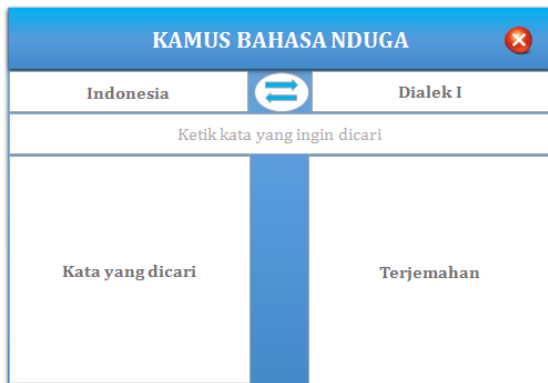 KAMUS BAHASA NDUGA
Indonesia
Dialek I
Ketik kata yang ingin dicari
Kata yang dicari
Terjemahan